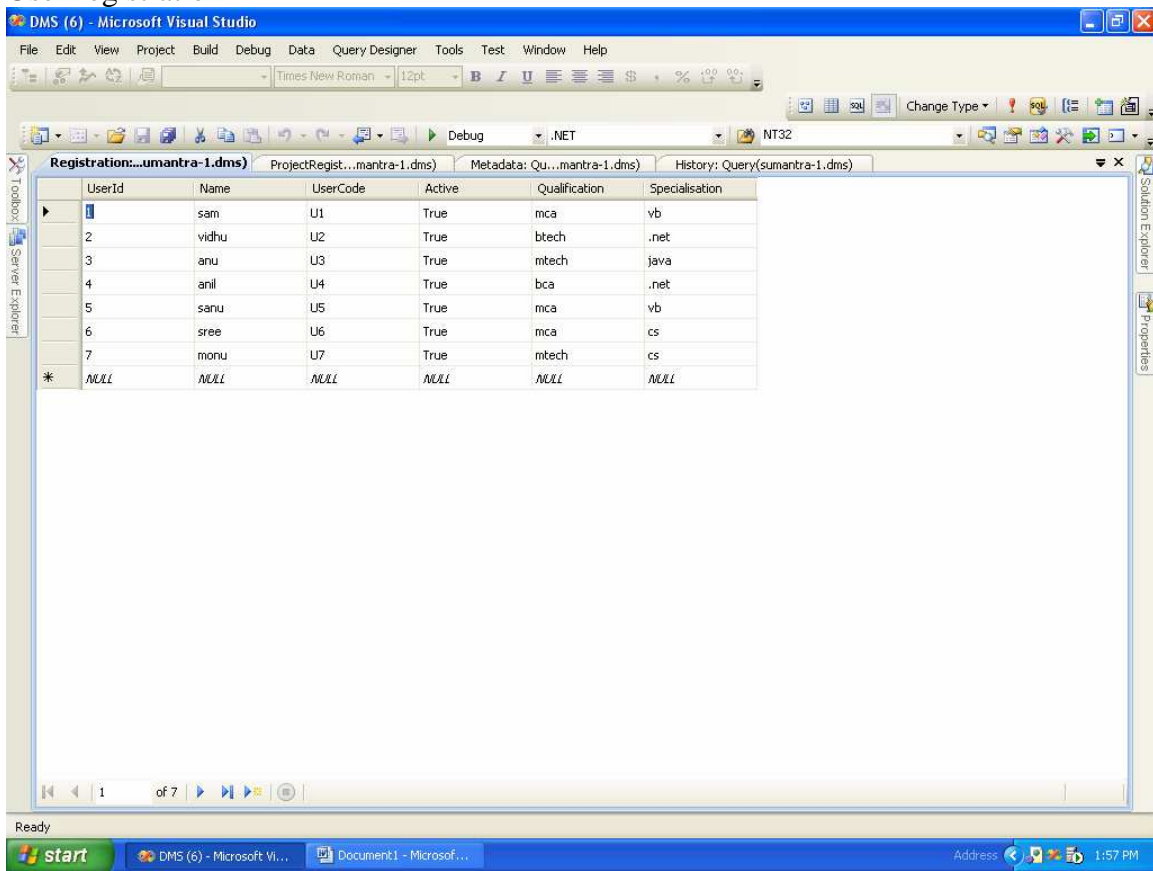 DMS (6) - Microsoft Visual Studio
File Edit View Project Build Debug Data Query Designer Tools Test Window Help
Times New Roman 12pt B I U $ , %
SQL Change Type ! SQL
Debug .NET NT32
Registration:...umantra-1.dms) ProjectRegist...mantra-1.dms) Metadata: Qu...mantra-1.dms) History: Query(sumantra-1.dms)
Toolbox
Server Explorer
Solution Explorer
Properties
UserId Name UserCode Active Qualification Specialisation
1 sam U1 True mca vb
2 vidhu U2 True btech .net
3 anu U3 True mtech java
4 anil U4 True bca .net
5 sanu U5 True mca vb
6 sree U6 True mca cs
7 monu U7 True mtech cs
NULL NULL NULL NULL NULL NULL
1 of 7
Ready
start DMS (6) - Microsoft Vi... Document1 - Microsof... Address 1:57 PM